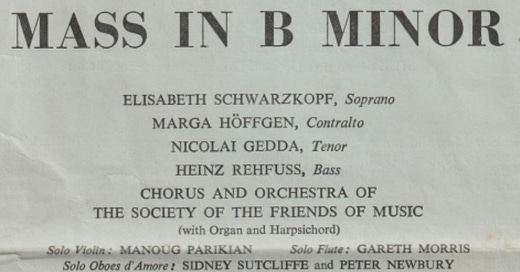 MASS IN B MINOR
ELISABETH SCHWARZKOPF, Soprano
MARGA HÖFFGEN, Contralto
NICOLAI GEDDA, Tenor
HEINZ REHFUSS, Bass
CHORUS AND ORCHESTRA OF
THE SOCIETY OF THE FRIENDS OF MUSIC
(with Organ and Harpsichord)
Solo Violin: MANOUG PARIKIAN Solo Flute: GARETH MORRIS
Solo Oboes d'Amore: SIDNEY SUTCLIFFE and PETER NEWBURY